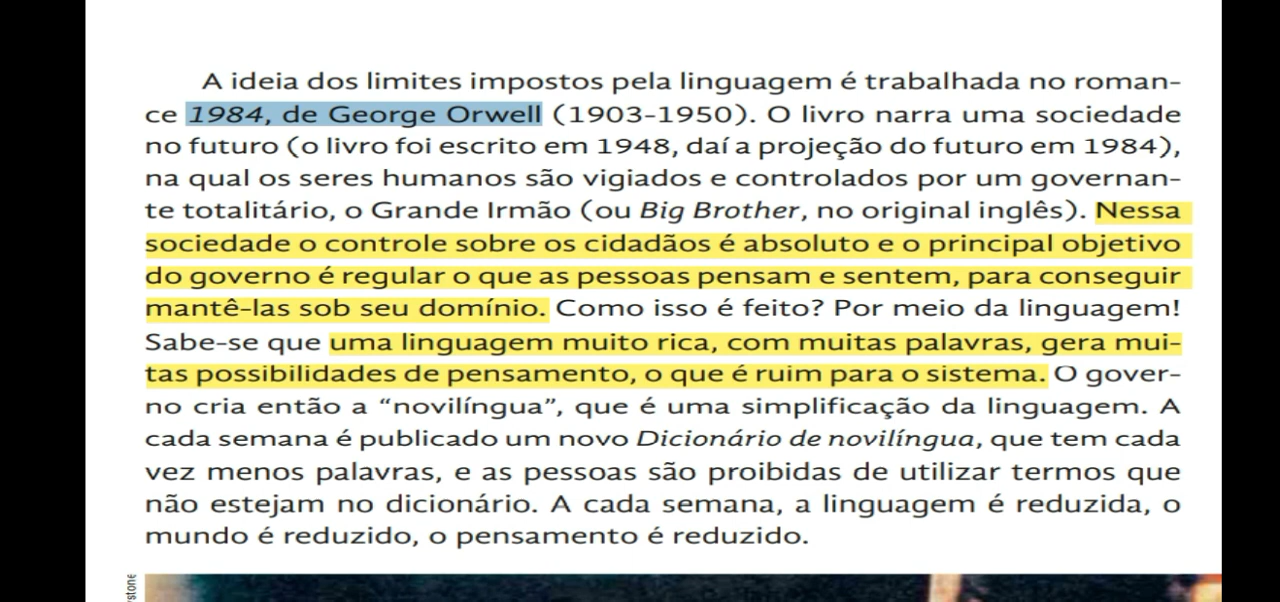 A ideia dos limites impostos pela linguagem é trabalhada no roman-
ce 1984, de George Orwell (1903-1950). O livro narra uma sociedade
no futuro (o livro foi escrito em 1948, daí a projeção do futuro em 1984),
na qual os seres humanos são vigiados e controlados por um governan-
te totalitário, o Grande Irmão (ou Big Brother, no original inglês). Nessa
sociedade o controle sobre os cidadãos é absoluto e o principal objetivo
do governo é regular o que as pessoas pensam e sentem, para conseguir
mantê-las sob seu domínio. Como isso é feito? Por meio da linguagem!
Sabe-se que uma linguagem muito rica, com muitas palavras, gera mui-
tas possibilidades de pensamento, o que é ruim para o sistema. O gover-
no cria então a “novilíngua”, que é uma simplificação da linguagem. A
cada semana é publicado um novo Dicionário de novilíngua, que tem cada
vez menos palavras, e as pessoas são proibidas de utilizar termos que
não estejam no dicionário. A cada semana, a linguagem é reduzida, o
mundo é reduzido, o pensamento é reduzido.